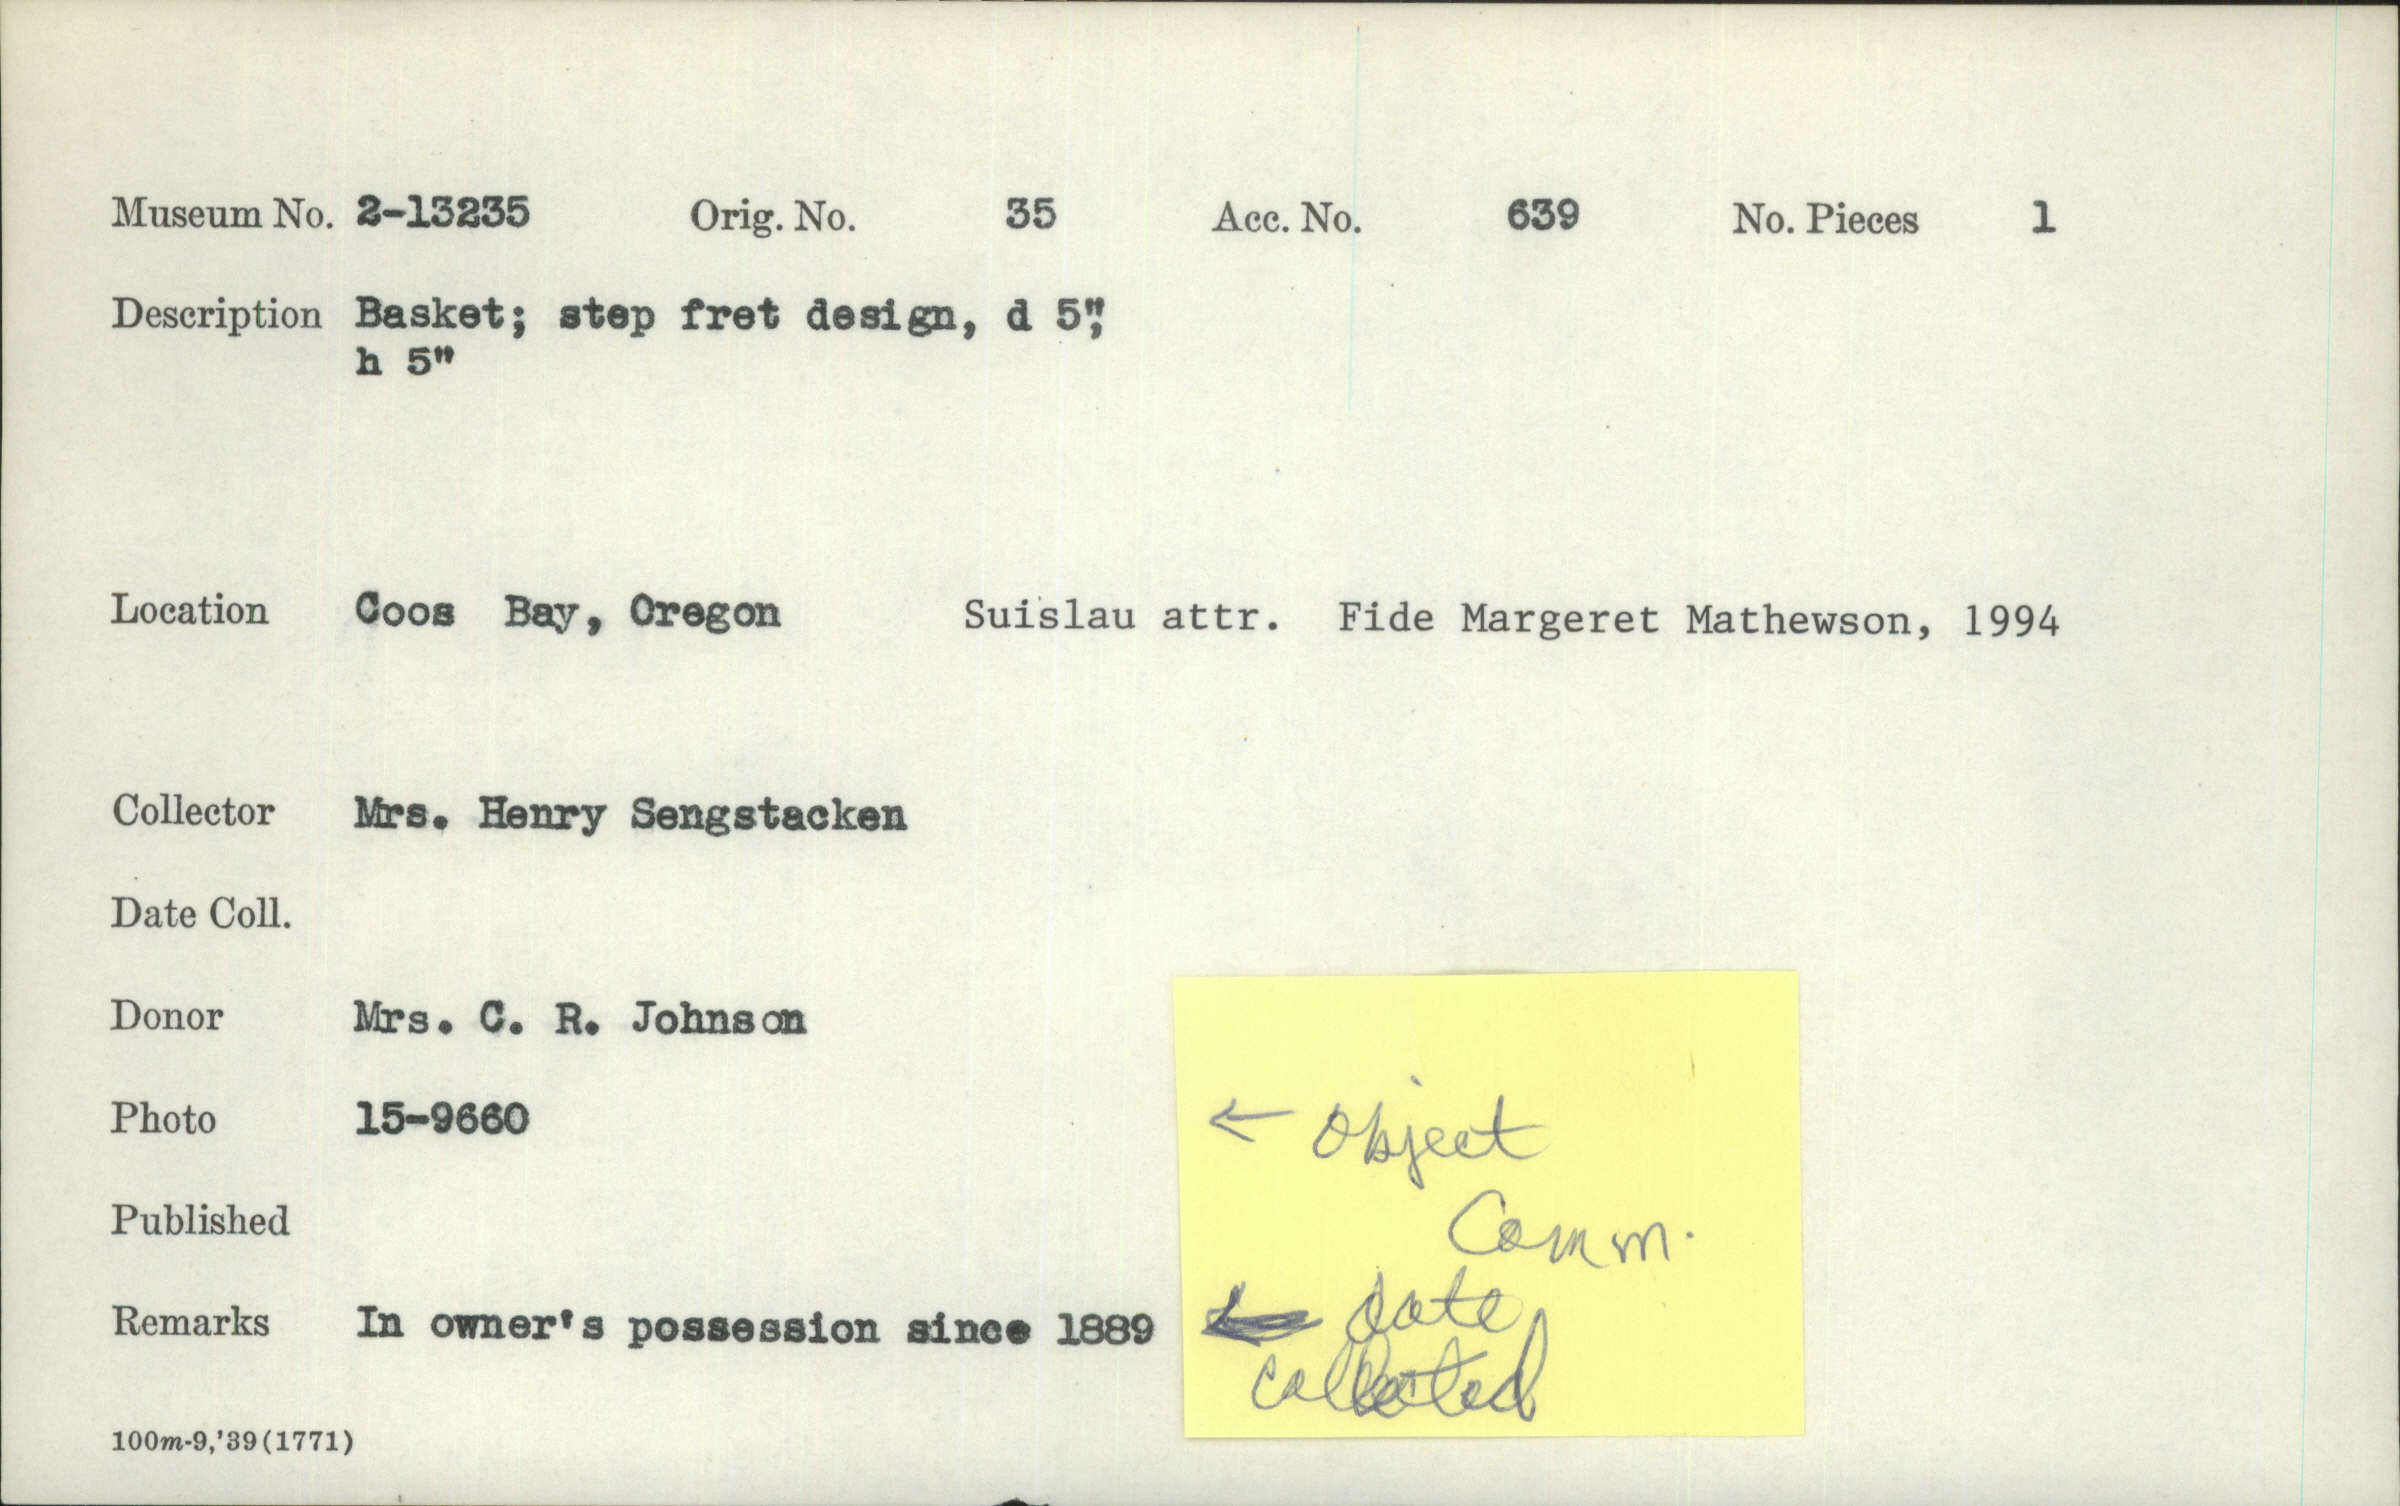 Museum No. 2-13235 Orig. No. 35 Acc. No. 639 No. Pieces 1
Description Basket; step fret design, d 5",
h 5"
Location Coos Bay, Oregon Suislau attr. Fide Margeret Mathewson, 1994
Collector Mrs. Henry Sengstacken
Date Coll.
Donor Mrs. C. R. Johnson
Photo 15-9660
← Object
Comm.
Published
Remarks In owner's possession since 1889
← date
collected
100m-9,'39(1771)